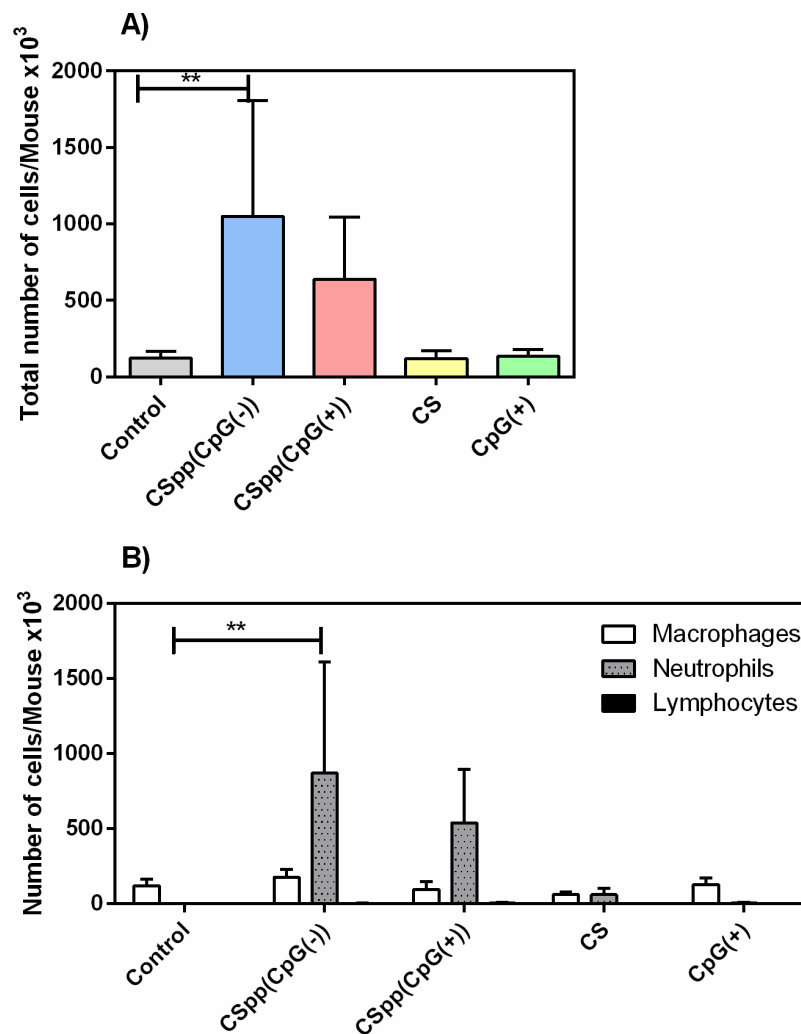 A)
Total number of cells/Mouse x10³
2000
1500
1000
500
0
**
Control
CSpp(CpG(-))
CSpp(CpG(+))
CS
CpG(+)
B)
Number of cells/Mouse x10³
2000
1500
1000
500
0
**
Macrophages
Neutrophils
Lymphocytes
Control
CSpp(CpG(-))
CSpp(CpG(+))
CS
CpG(+)